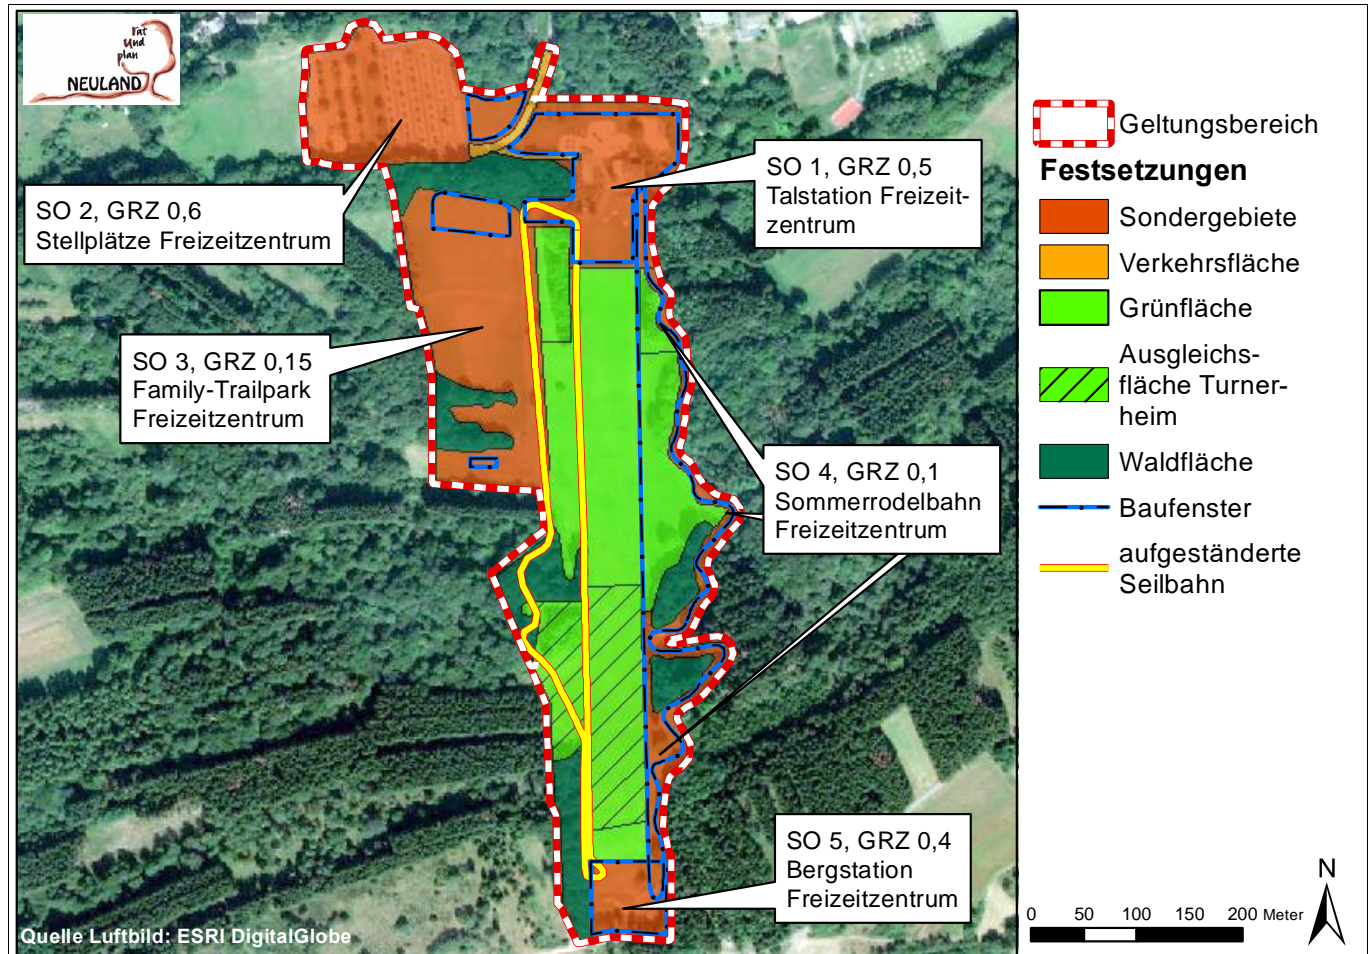 rat
und
plan
NEULAND
SO 1, GRZ 0,5
Talstation Freizeit-
zentrum
SO 2, GRZ 0,6
Stellplätze Freizeitzentrum
SO 3, GRZ 0,15
Family-Trailpark
Freizeitzentrum
SO 4, GRZ 0,1
Sommerrodelbahn
Freizeitzentrum
SO 5, GRZ 0,4
Bergstation
Freizeitzentrum
Quelle Luftbild: ESRI DigitalGlobe
Geltungsbereich
Festsetzungen
Sondergebiete
Verkehrsfläche
Grünfläche
Ausgleichs-
fläche Turner-
heim
Waldfläche
Baufenster
aufgeständerte
Seilbahn
N
0 50 100 150 200 Meter